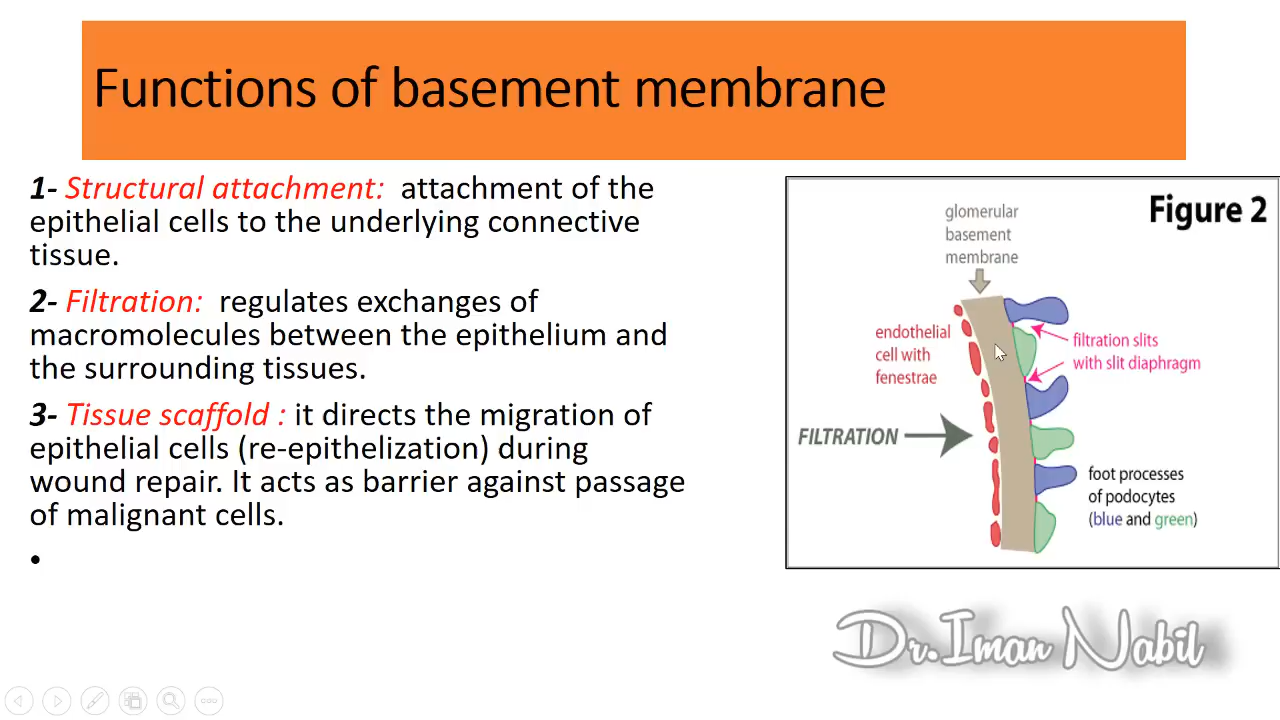 Functions of basement membrane
1- Structural attachment: attachment of the
epithelial cells to the underlying connective
tissue.
2- Filtration: regulates exchanges of
macromolecules between the epithelium and
the surrounding tissues.
3- Tissue scaffold : it directs the migration of
epithelial cells (re-epithelization) during
wound repair. It acts as barrier against passage
of malignant cells.
•
Figure 2
glomerular
basement
membrane
endothelial
cell with
fenestrae
filtration slits
with slit diaphragm
FILTRATION
foot processes
of podocytes
(blue and green)
Dr.Iman Nabil